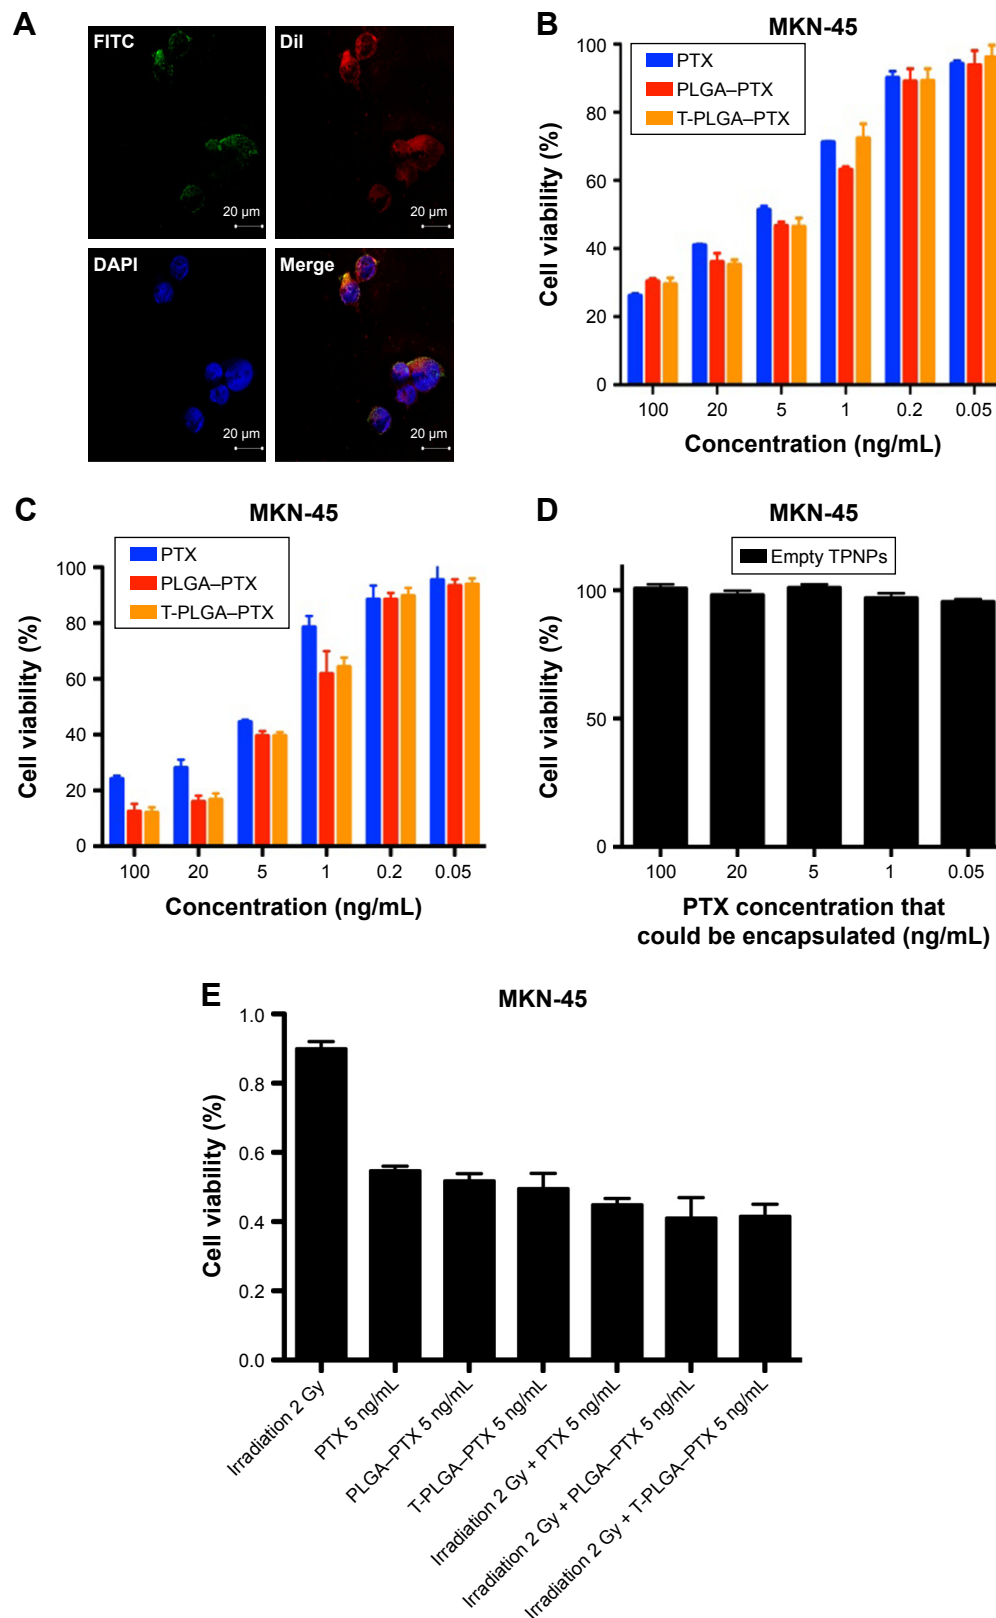 A
FITC
DiI
20 µm
20 µm
DAPI
Merge
20 µm
20 µm
B
MKN-45
PTX
PLGA–PTX
T-PLGA–PTX
Cell viability (%)
100
80
60
40
20
0
100
20
5
1
0.2
0.05
Concentration (ng/mL)
C
MKN-45
PTX
PLGA–PTX
T-PLGA–PTX
Cell viability (%)
100
80
60
40
20
0
100
20
5
1
0.2
0.05
Concentration (ng/mL)
D
MKN-45
Empty TPNPs
Cell viability (%)
100
50
0
100
20
5
1
0.05
PTX concentration that
could be encapsulated (ng/mL)
E
MKN-45
Cell viability (%)
1.0
0.8
0.6
0.4
0.2
0.0
Irradiation 2 Gy
PTX 5 ng/mL
PLGA–PTX 5 ng/mL
T-PLGA–PTX 5 ng/mL
Irradiation 2 Gy + PTX 5 ng/mL
Irradiation 2 Gy + PLGA–PTX 5 ng/mL
Irradiation 2 Gy + T-PLGA–PTX 5 ng/mL